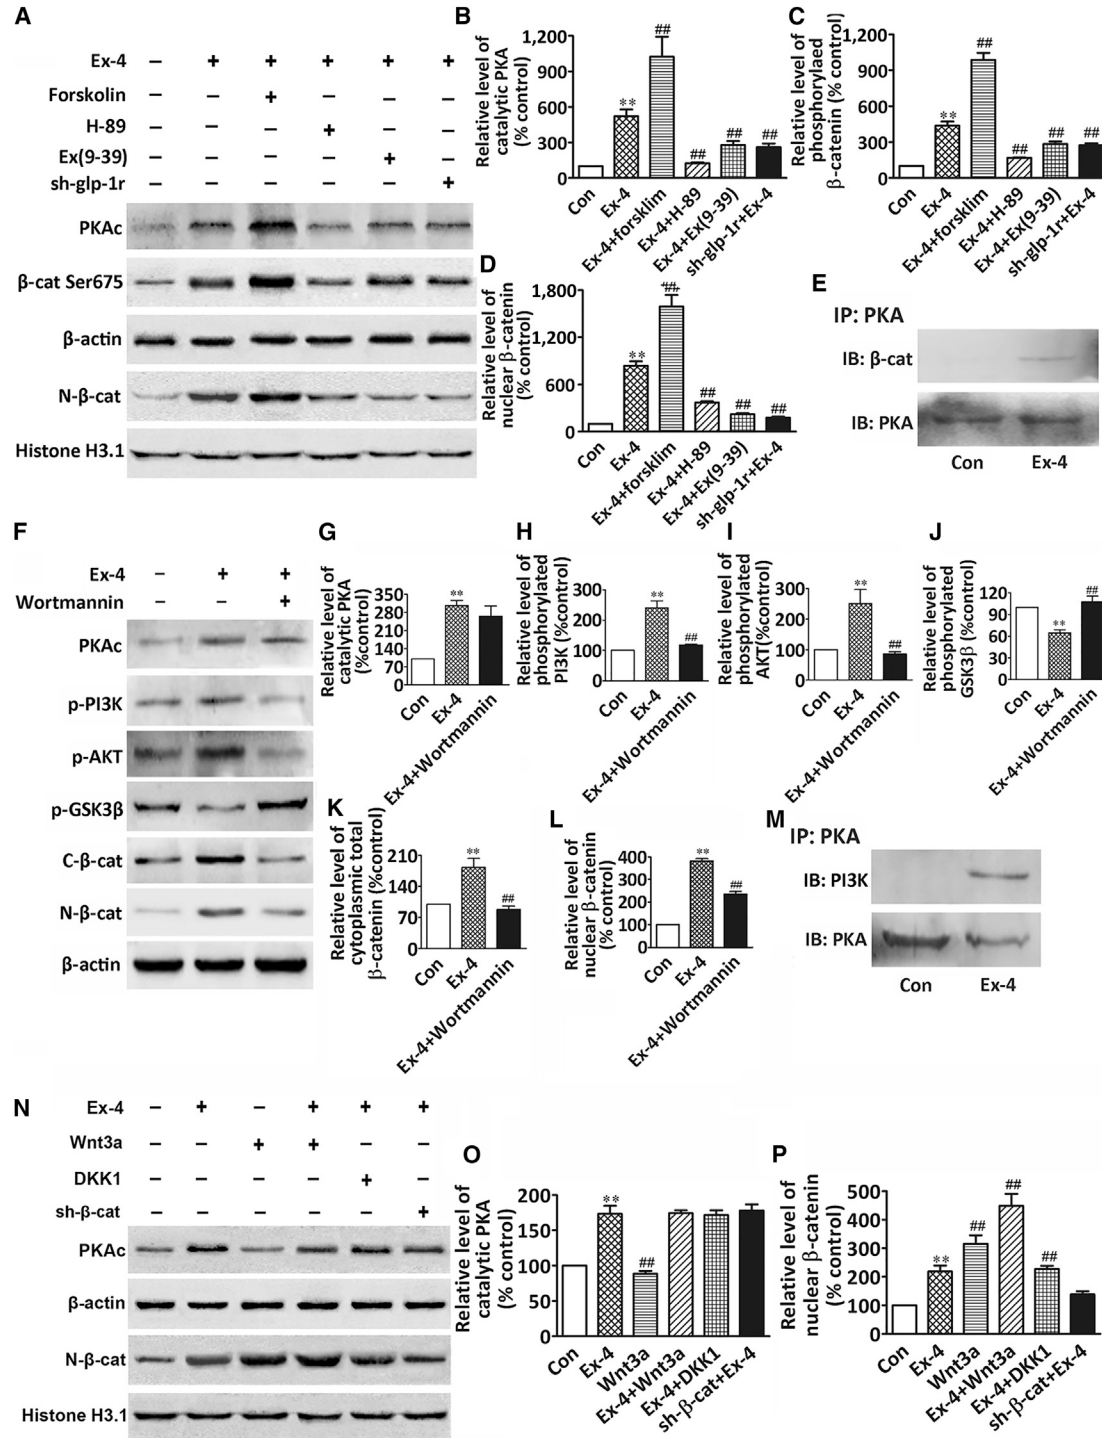 A
Ex-4 – + + + + +
Forskolin – – + – – –
H-89 – – – + – –
Ex(9-39) – – – – + –
sh-glp-1r – – – – – +
PKAc
β-cat Ser675
β-actin
N-β-cat
Histone H3.1
B
Relative level of
catalytic PKA
(% control)
1,200
900
600
300
0
**
##
##
##
##
Con
Ex-4
Ex-4+forsklim
Ex-4+H-89
Ex-4+Ex(9-39)
sh-glp-1r+Ex-4
C
Relative level of
phosphorylaed
β-catenin (% control)
1,200
900
600
300
0
**
##
##
##
##
Con
Ex-4
Ex-4+forsklim
Ex-4+H-89
Ex-4+Ex(9-39)
sh-glp-1r+Ex-4
D
Relative level of
nuclear β-catenin
(% control)
1,800
1,200
600
0
**
##
##
##
##
Con
Ex-4
Ex-4+forsklim
Ex-4+H-89
Ex-4+Ex(9-39)
sh-glp-1r+Ex-4
E
IP: PKA
IB: β-cat
IB: PKA
Con Ex-4
F
Ex-4 – + +
Wortmannin – – +
PKAc
p-PI3K
p-AKT
p-GSK3β
C-β-cat
N-β-cat
β-actin
G
Relative level of
catalytic PKA
(%control)
350
280
210
140
70
0
**
Con
Ex-4
Ex-4+Wortmannin
H
Relative level of
phosphorylated
PI3K (%control)
300
200
100
0
**
##
Con
Ex-4
Ex-4+Wortmannin
I
Relative level of
phosphorylated
AKT(%control)
300
200
100
0
**
##
Con
Ex-4
Ex-4+Wortmannin
J
Relative level of
phosphorylated
GSK3β (%control)
120
90
60
30
0
**
##
Con
Ex-4
Ex-4+Wortmannin
K
Relative level of
cytoplasmic total
β-catenin (%control)
210
140
70
0
**
##
Con
Ex-4
Ex-4+Wortmannin
L
Relative level of
nuclear β-catenin
(% control)
400
300
200
100
0
**
##
Con
Ex-4
Ex-4+Wortmannin
M
IP: PKA
IB: PI3K
IB: PKA
Con Ex-4
N
Ex-4 – + – + + +
Wnt3a – – + + – –
DKK1 – – – – + –
sh-β-cat – – – – – +
PKAc
β-actin
N-β-cat
Histone H3.1
O
Relative level of
catalytic PKA
(% control)
200
150
100
50
0
**
##
Con
Ex-4
Wnt3a
Ex-4+Wnt3a
Ex-4+DKK1
sh-β-cat+Ex-4
P
Relative level of
nuclear β-catenin
(% control)
500
400
300
200
100
0
**
##
##
##
Con
Ex-4
Wnt3a
Ex-4+Wnt3a
Ex-4+DKK1
sh-β-cat+Ex-4